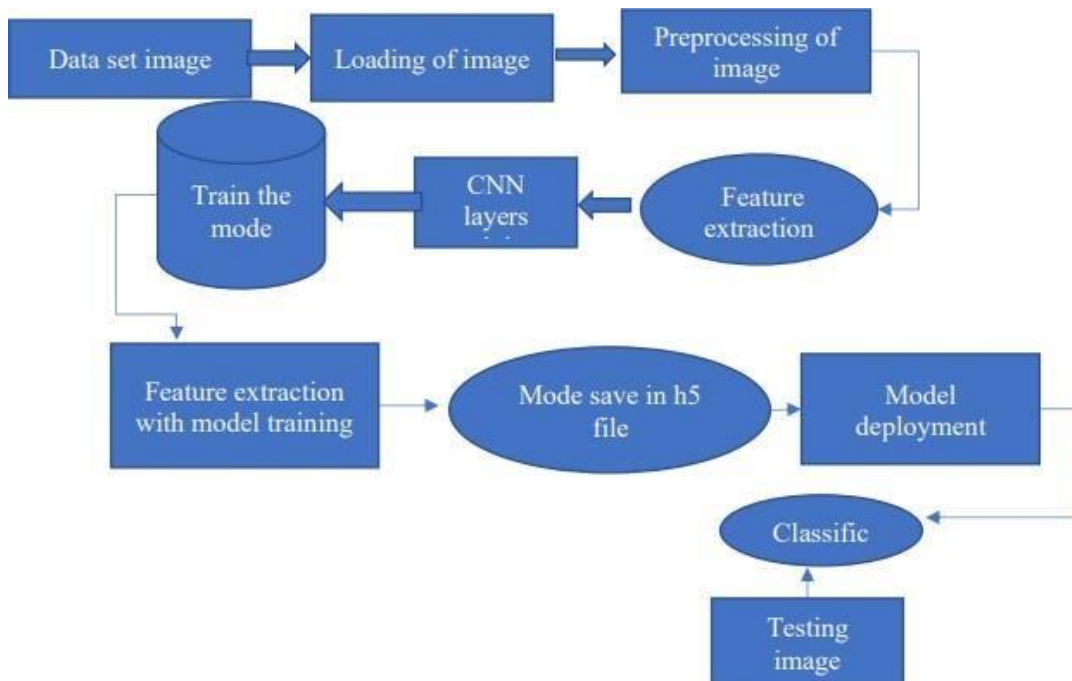 Data set image
Loading of image
Preprocessing of
image
Feature
extraction
CNN
layers
Train the
mode
Feature extraction
with model training
Mode save in h5
file
Model
deployment
Classific
Testing
image